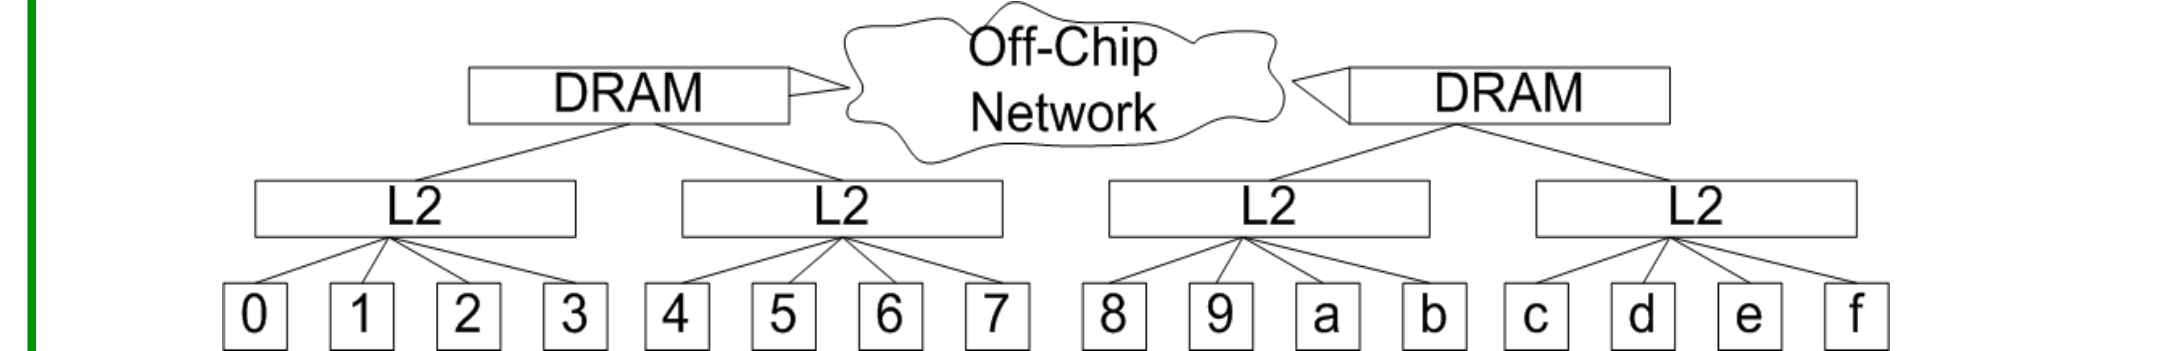 Off-Chip
Network
DRAM DRAM
L2 L2 L2 L2
0 1 2 3 4 5 6 7 8 9 a b c d e f